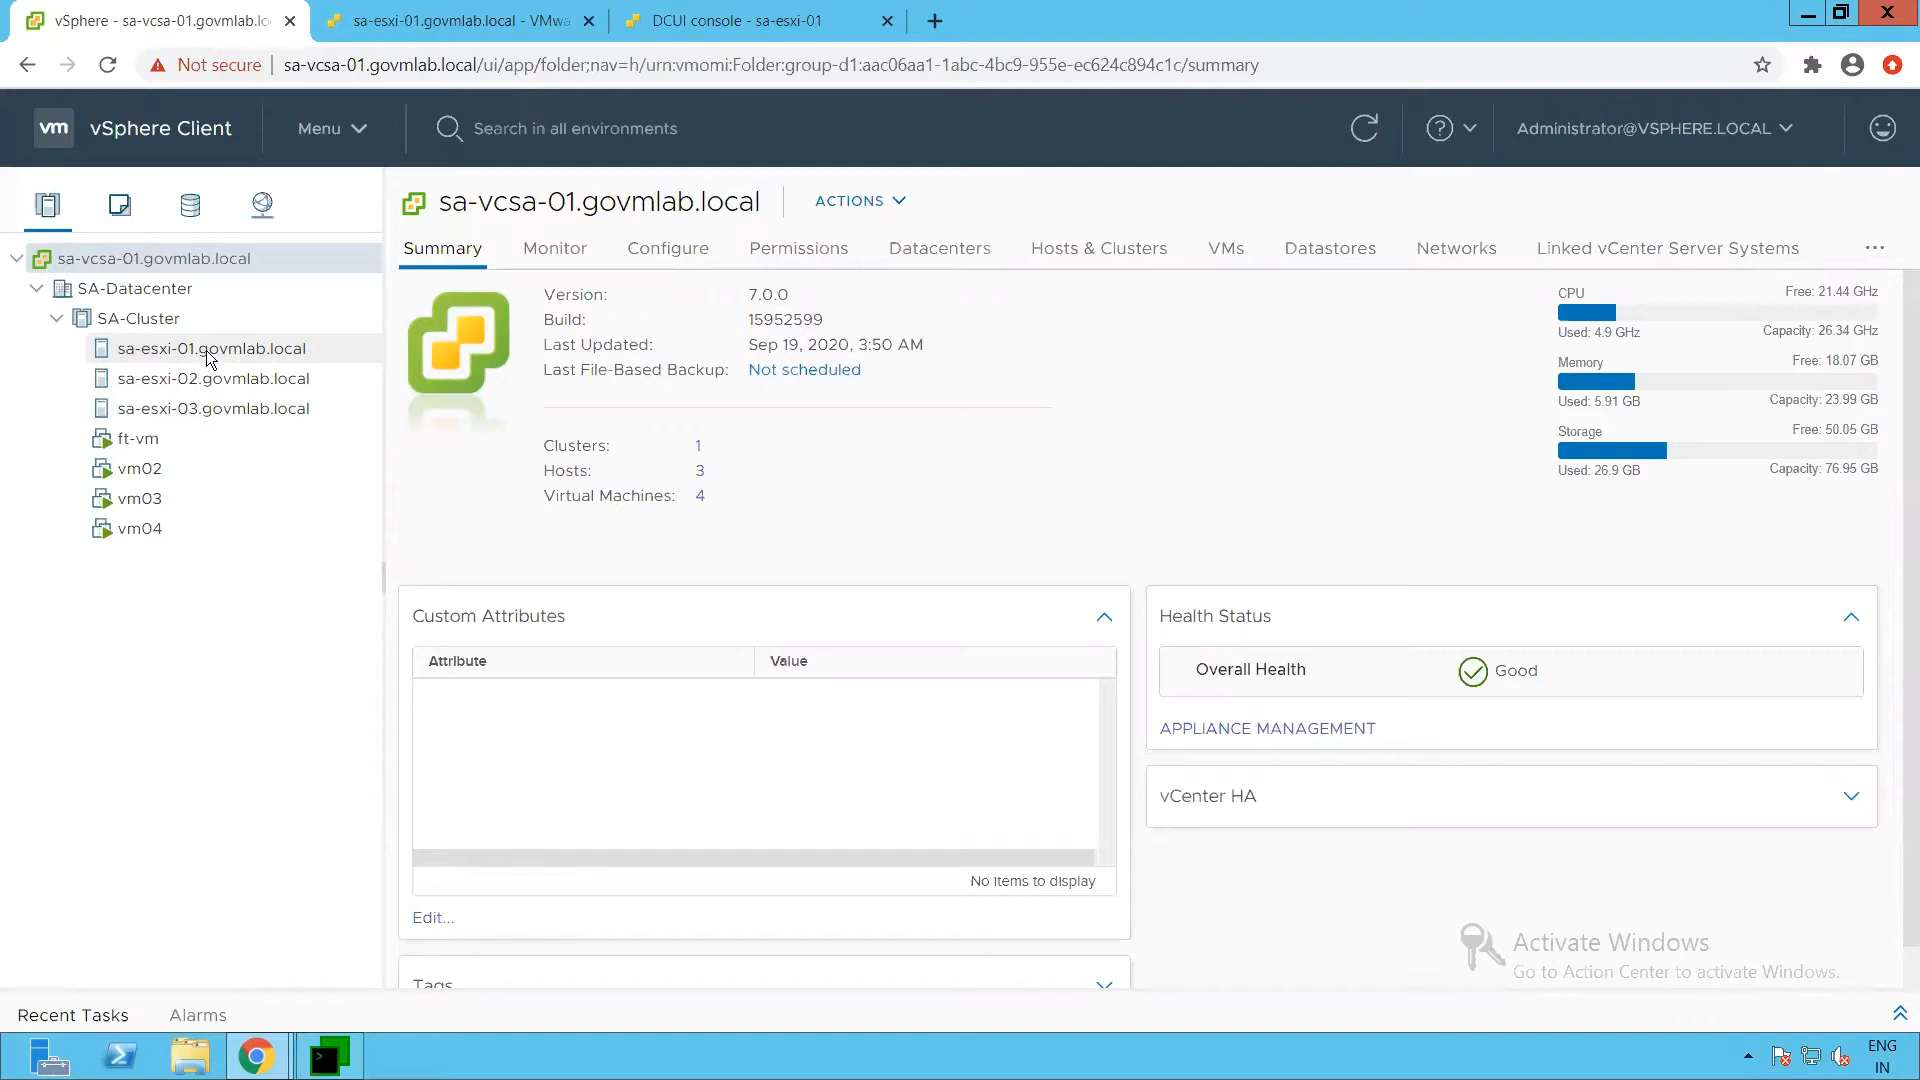 vSphere - sa-vcsa-01.govmlab.lo
sa-esxi-01.govmlab.local - VMwa
DCUI console - sa-esxi-01
Not secure
sa-vcsa-01.govmlab.local/ui/app/folder;nav=h/urn:vmomi:Folder:group-d1:aac06aa1-1abc-4bc9-955e-ec624c894c1c/summary
vm
vSphere Client
Menu
Search in all environments
?
Administrator@VSPHERE.LOCAL
sa-vcsa-01.govmlab.local
SA-Datacenter
SA-Cluster
sa-esxi-01.govmlab.local
sa-esxi-02.govmlab.local
sa-esxi-03.govmlab.local
ft-vm
vm02
vm03
vm04
sa-vcsa-01.govmlab.local
ACTIONS
Summary
Monitor
Configure
Permissions
Datacenters
Hosts & Clusters
VMs
Datastores
Networks
Linked vCenter Server Systems
...
Version: 7.0.0
Build: 15952599
Last Updated: Sep 19, 2020, 3:50 AM
Last File-Based Backup: Not scheduled
Clusters: 1
Hosts: 3
Virtual Machines: 4
CPU Free: 21.44 GHz
Used: 4.9 GHz Capacity: 26.34 GHz
Memory Free: 18.07 GB
Used: 5.91 GB Capacity: 23.99 GB
Storage Free: 50.05 GB
Used: 26.9 GB Capacity: 76.95 GB
Custom Attributes
Attribute
Value
No items to display
Edit...
Tags
Health Status
Overall Health
Good
APPLIANCE MANAGEMENT
vCenter HA
Activate Windows
Go to Action Center to activate Windows.
Recent Tasks
Alarms
ENG
IN